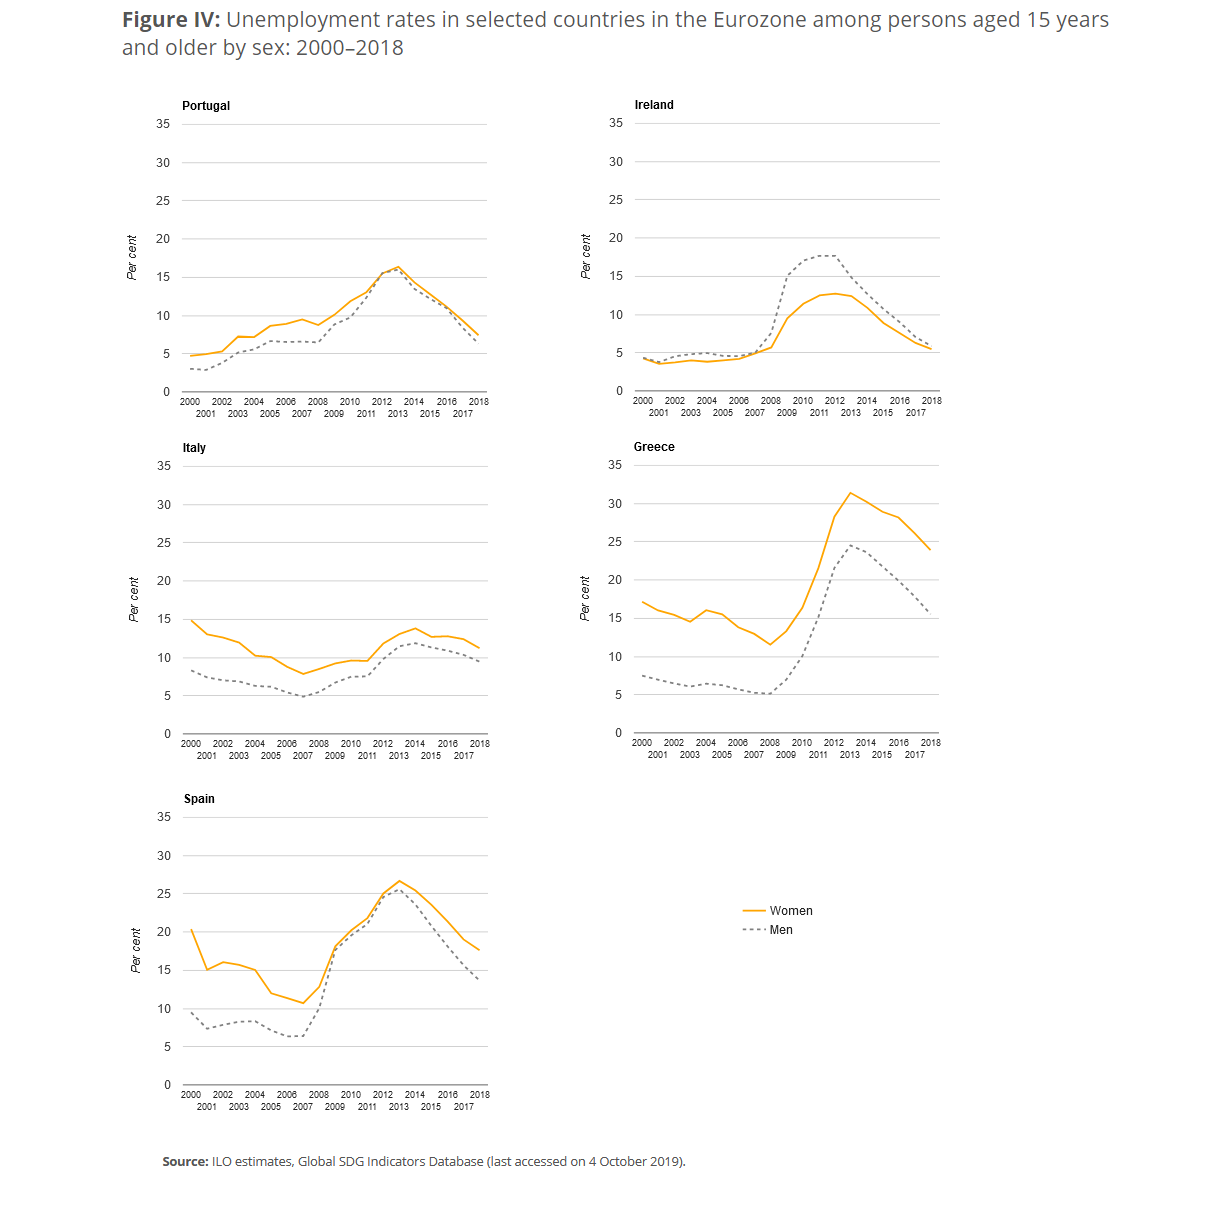 Figure IV: Unemployment rates in selected countries in the Eurozone among persons aged 15 years
and older by sex: 2000–2018
Portugal
35
30
25
20
15
10
5
0
Per cent
2000 2002 2004 2006 2008 2010 2012 2014 2016 2018
2001 2003 2005 2007 2009 2011 2013 2015 2017
Ireland
35
30
25
20
15
10
5
0
Per cent
2000 2002 2004 2006 2008 2010 2012 2014 2016 2018
2001 2003 2005 2007 2009 2011 2013 2015 2017
Italy
35
30
25
20
15
10
5
0
Per cent
2000 2002 2004 2006 2008 2010 2012 2014 2016 2018
2001 2003 2005 2007 2009 2011 2013 2015 2017
Greece
35
30
25
20
15
10
5
0
Per cent
2000 2002 2004 2006 2008 2010 2012 2014 2016 2018
2001 2003 2005 2007 2009 2011 2013 2015 2017
Spain
35
30
25
20
15
10
5
0
Per cent
2000 2002 2004 2006 2008 2010 2012 2014 2016 2018
2001 2003 2005 2007 2009 2011 2013 2015 2017
Women
Men
Source: ILO estimates, Global SDG Indicators Database (last accessed on 4 October 2019).